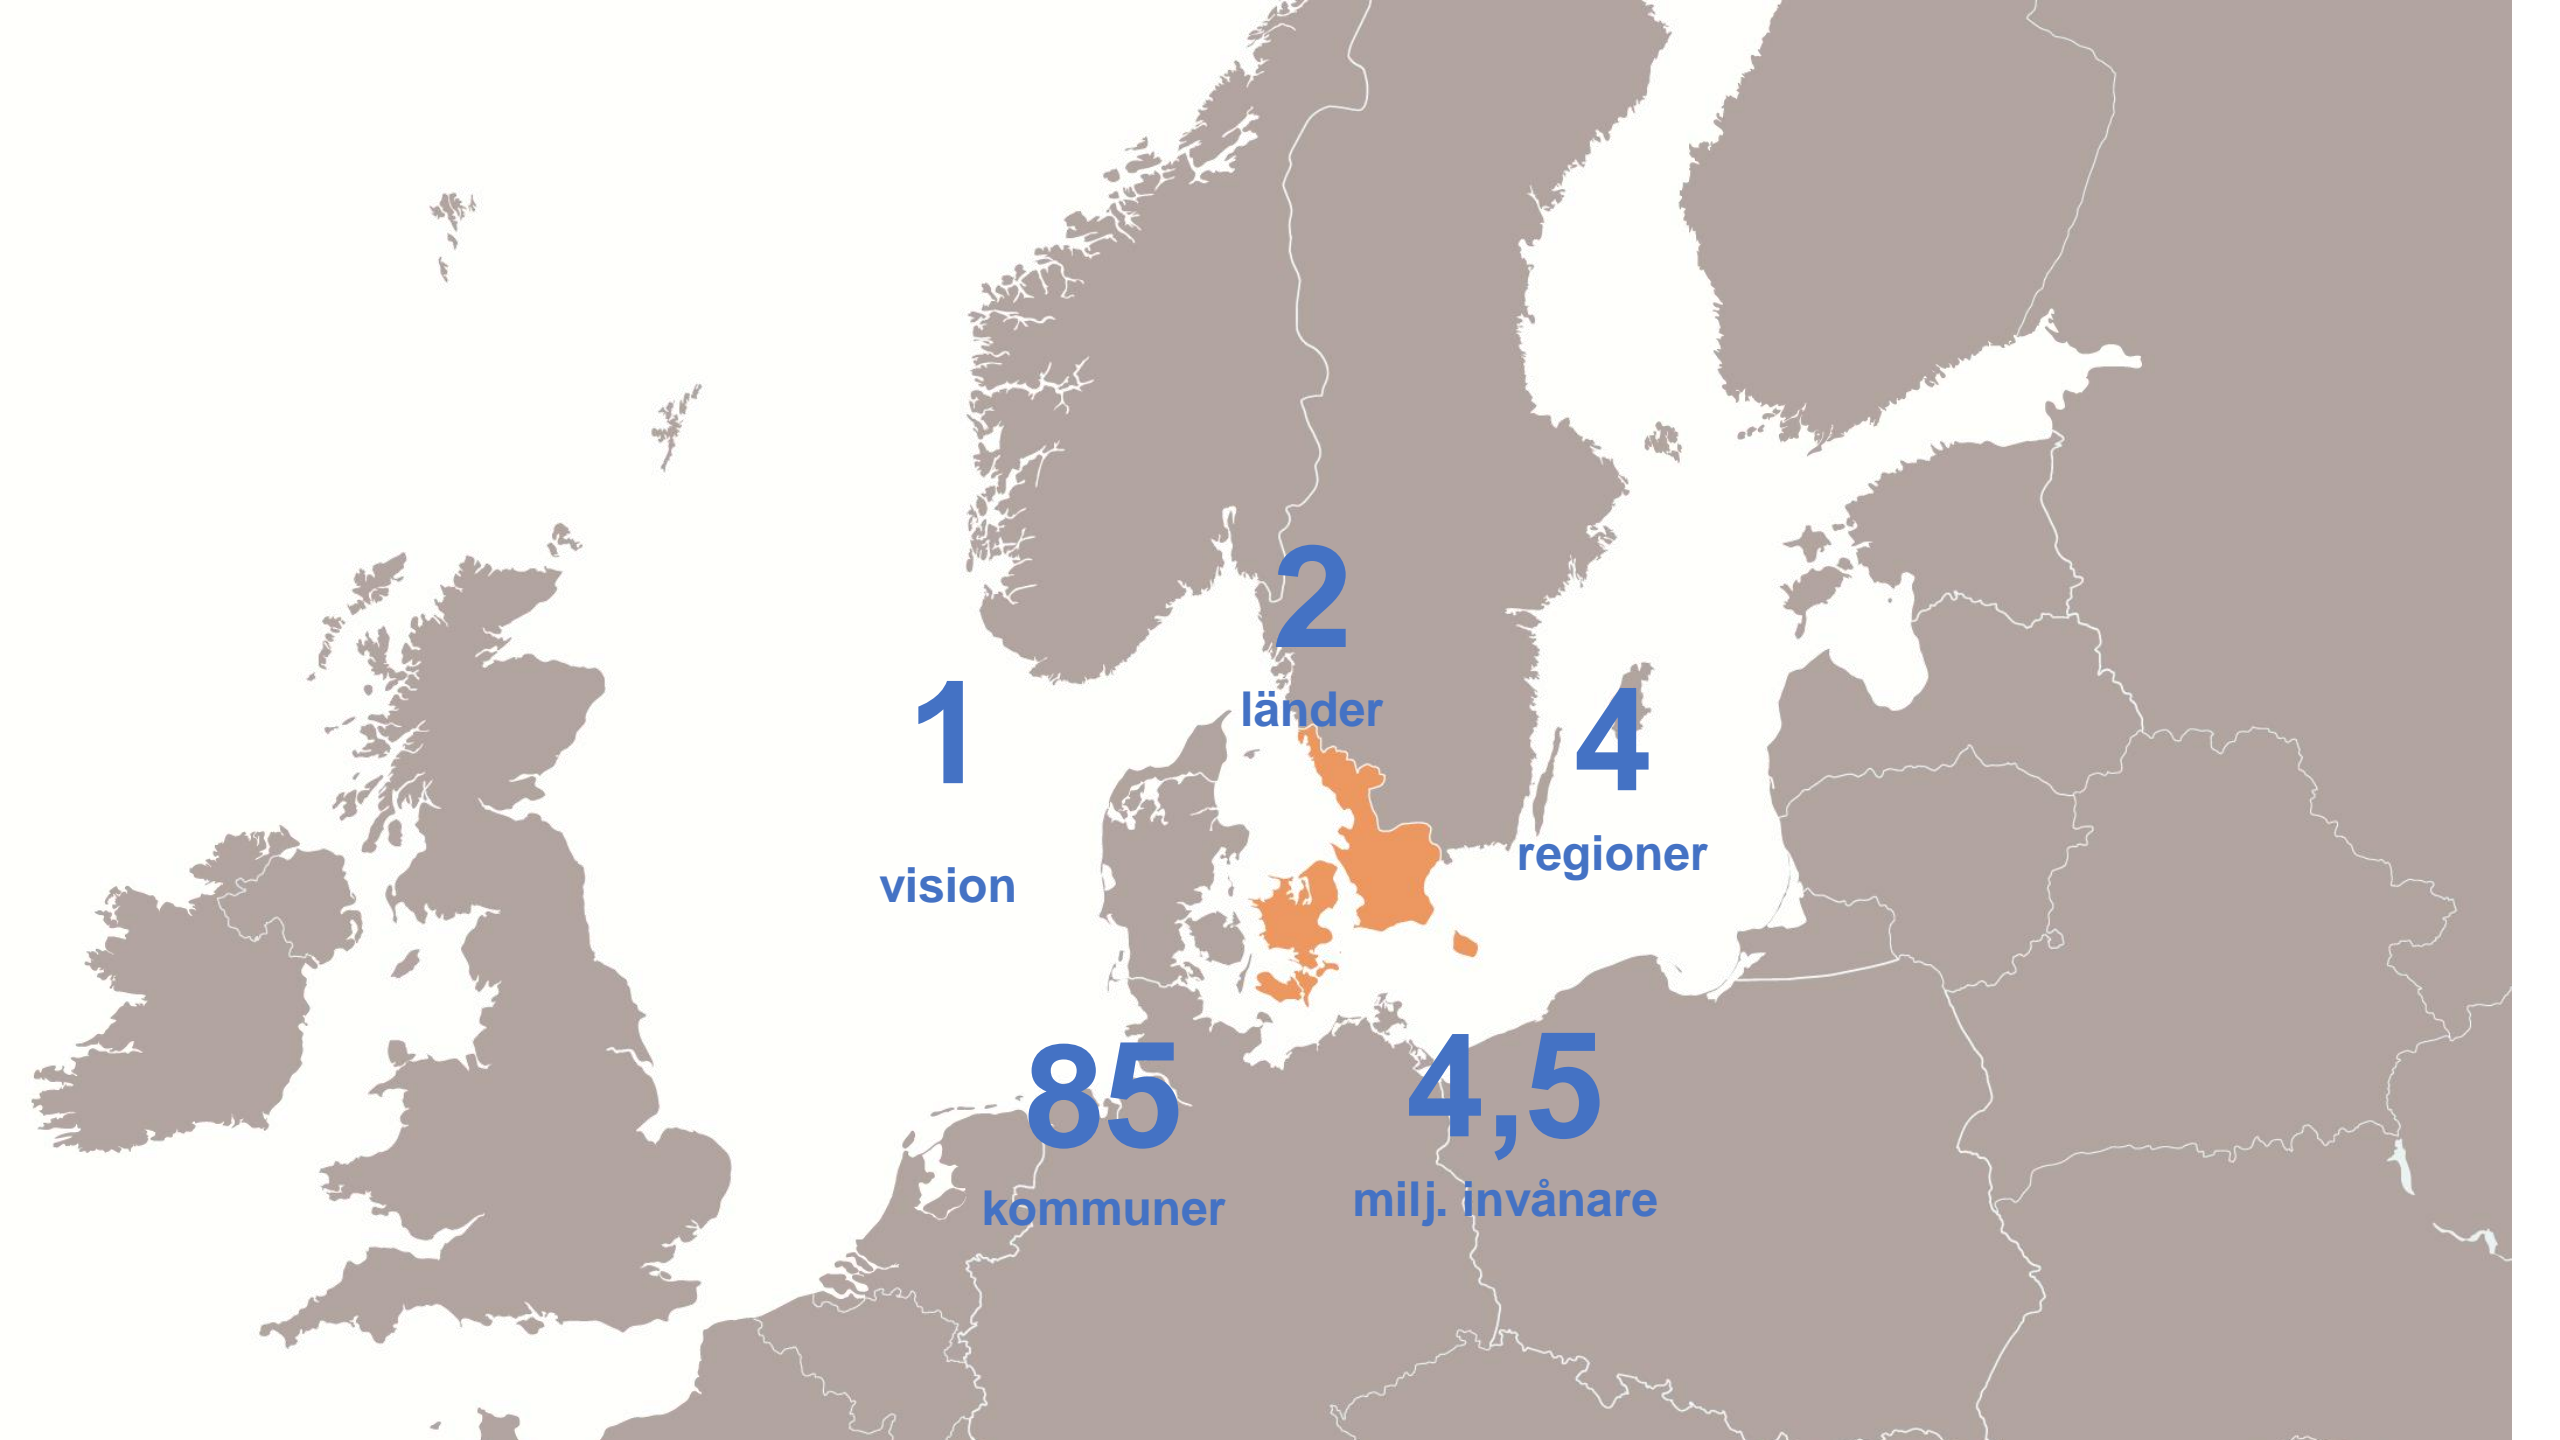 1
vision
2
länder
4
regioner
85
kommuner
4,5
milj. invånare